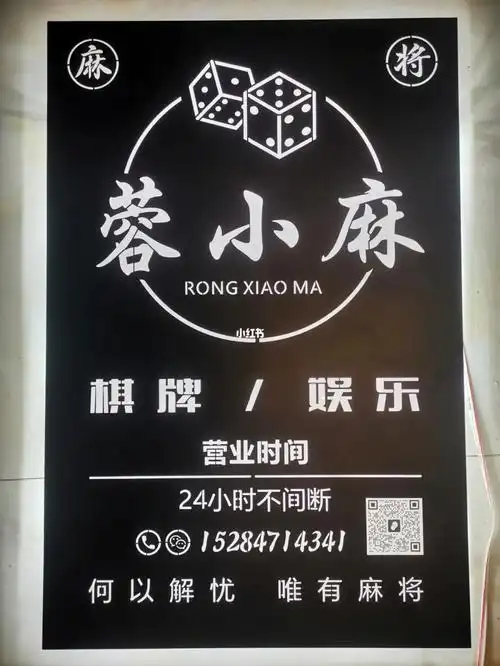 麻 将
蓉小麻
RONG XIAO MA
小红书
棋牌 / 娱乐
营业时间
24小时不间断
15284714341
何以解忧 唯有麻将